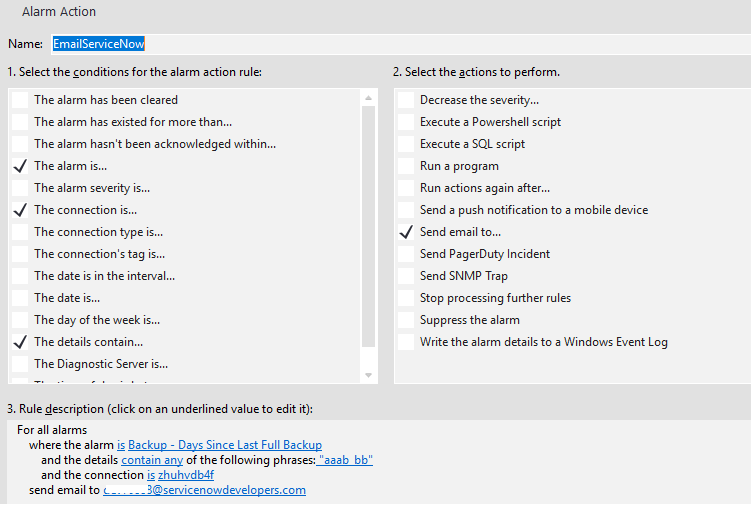 Alarm Action
Name: EmailServiceNow
1. Select the conditions for the alarm action rule:
The alarm has been cleared
The alarm has existed for more than...
The alarm hasn't been acknowledged within...
The alarm is...
The alarm severity is...
The connection is...
The connection type is...
The connection's tag is...
The date is in the interval...
The date is...
The day of the week is...
The details contain...
The Diagnostic Server is...
2. Select the actions to perform.
Decrease the severity...
Execute a Powershell script
Execute a SQL script
Run a program
Run actions again after...
Send a push notification to a mobile device
Send email to...
Send PagerDuty Incident
Send SNMP Trap
Stop processing further rules
Suppress the alarm
Write the alarm details to a Windows Event Log
3. Rule description (click on an underlined value to edit it):
For all alarms
where the alarm is Backup - Days Since Last Full Backup
and the details contain any of the following phrases: "aaab_bb"
and the connection is zhuhvdb4f
send email to 8@servicenowdevelopers.com